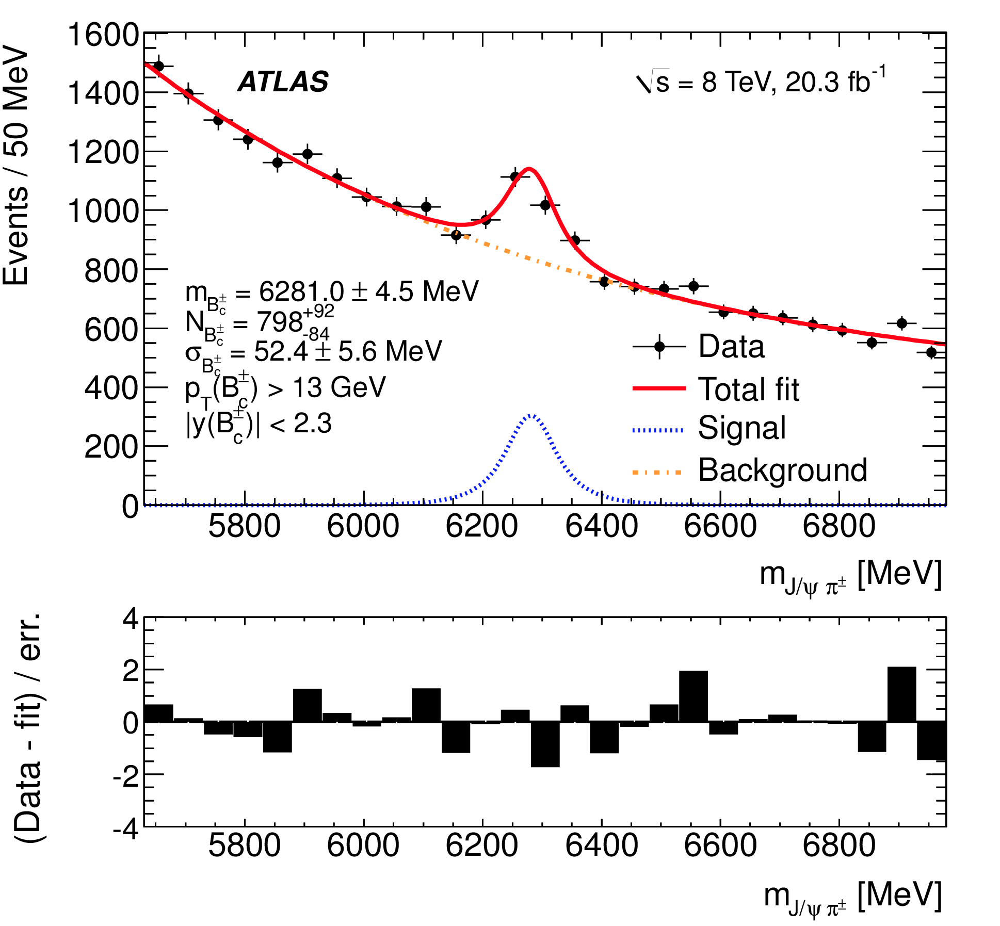 Events / 50 MeV
1600
1400
1200
1000
800
600
400
200
0
ATLAS
√s = 8 TeV, 20.3 fb⁻¹
m_{B_c^±} = 6281.0 ± 4.5 MeV
N_{B_c^±} = 798^{+92}_{-84}
σ_{B_c^±} = 52.4 ± 5.6 MeV
p_T(B_c^±) > 13 GeV
|y(B_c^±)| < 2.3
Data
Total fit
Signal
Background
5800 6000 6200 6400 6600 6800
m_{J/ψ π^±} [MeV]
(Data - fit) / err.
4
2
0
-2
-4
5800 6000 6200 6400 6600 6800
m_{J/ψ π^±} [MeV]